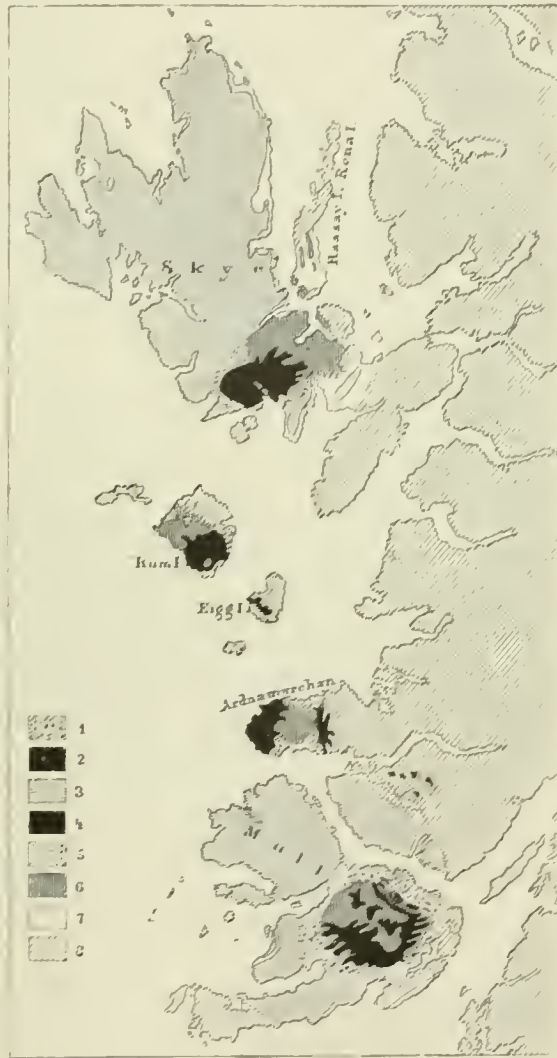 Skye
Raasay I. Rona I.
Rum I
Eigg I.
Ardnamurchan
Mull
1
2
3
4
5
6
7
8